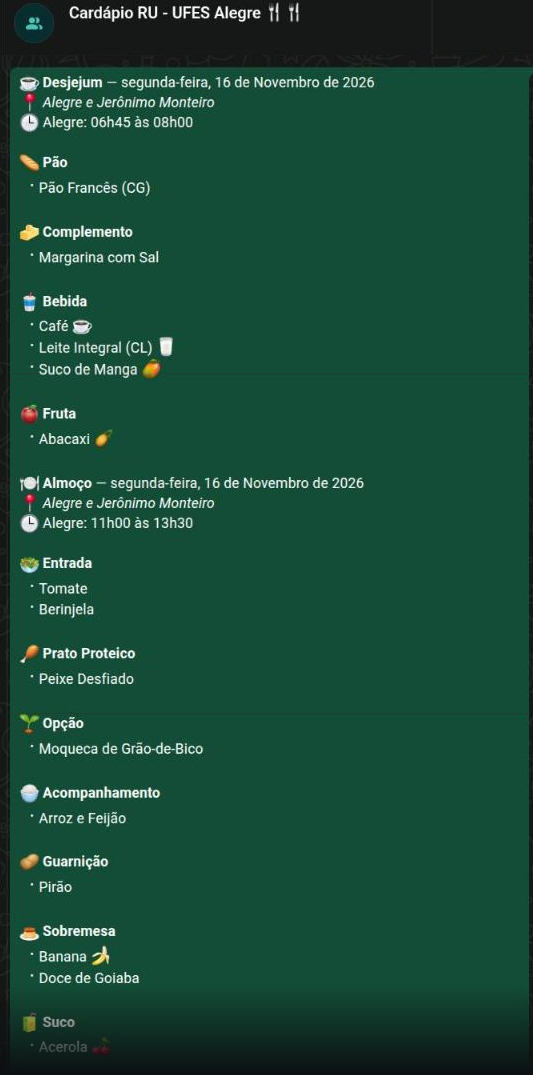 Cardápio RU - UFES Alegre 🍴 🍴
☕ Desjejum — segunda-feira, 16 de Novembro de 2026
📍 Alegre e Jerônimo Monteiro
🕒 Alegre: 06h45 às 08h00
🥖 Pão
· Pão Francês (CG)
🧀 Complemento
· Margarina com Sal
🥤 Bebida
· Café ☕
· Leite Integral (CL) 🥛
· Suco de Manga 🥭
🍎 Fruta
· Abacaxi 🍍
🍽️ Almoço — segunda-feira, 16 de Novembro de 2026
📍 Alegre e Jerônimo Monteiro
🕒 Alegre: 11h00 às 13h30
🥗 Entrada
· Tomate
· Berinjela
🍗 Prato Proteico
· Peixe Desfiado
🌱 Opção
· Moqueca de Grão-de-Bico
🍚 Acompanhamento
· Arroz e Feijão
🥔 Guarnição
· Pirão
🍮 Sobremesa
· Banana 🍌
· Doce de Goiaba
🧃 Suco
· Acerola 🍒